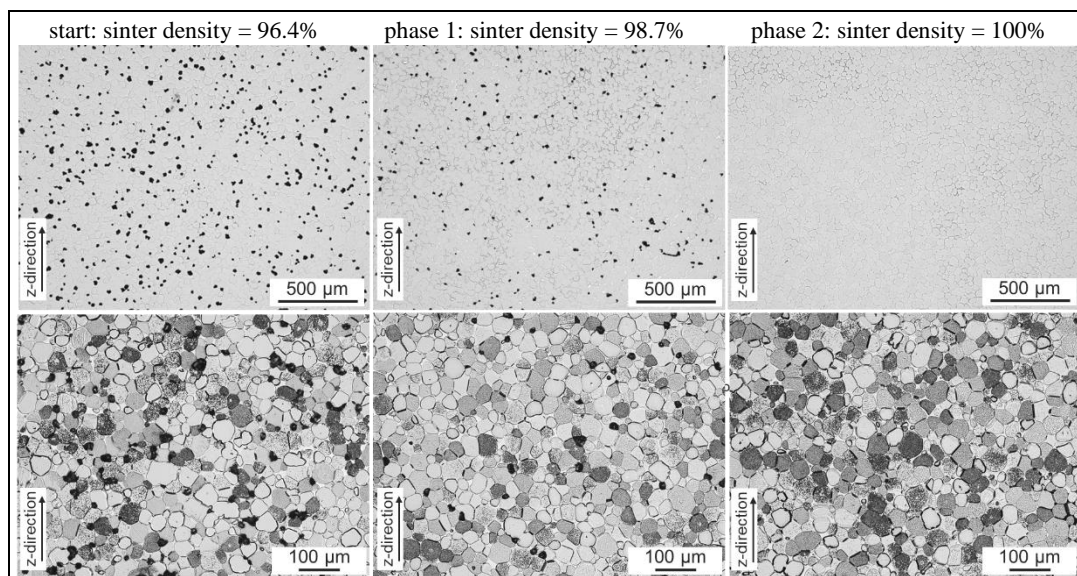 start: sinter density = 96.4%
phase 1: sinter density = 98.7%
phase 2: sinter density = 100%
z-direction
500 µm
z-direction
500 µm
z-direction
500 µm
z-direction
100 µm
z-direction
100 µm
z-direction
100 µm